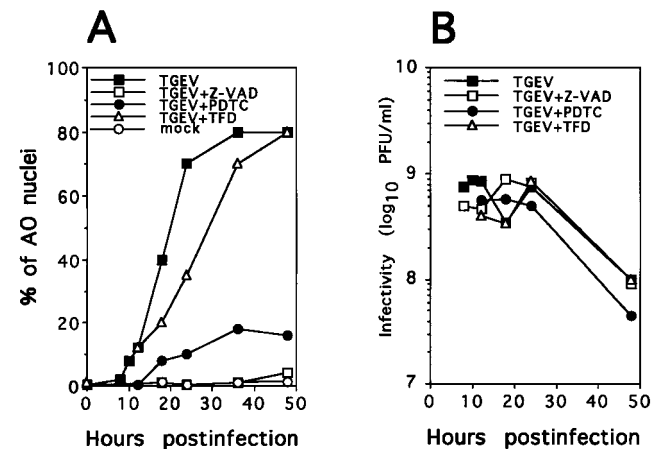 A
100
80
60
40
20
0
0 10 20 30 40 50
% of AO nuclei
Hours postinfection
TGEV
TGEV+Z-VAD
TGEV+PDTC
TGEV+TFD
mock
B
10
9
8
7
0 10 20 30 40 50
Infectivity (log10 PFU/ml)
Hours postinfection
TGEV
TGEV+Z-VAD
TGEV+PDTC
TGEV+TFD